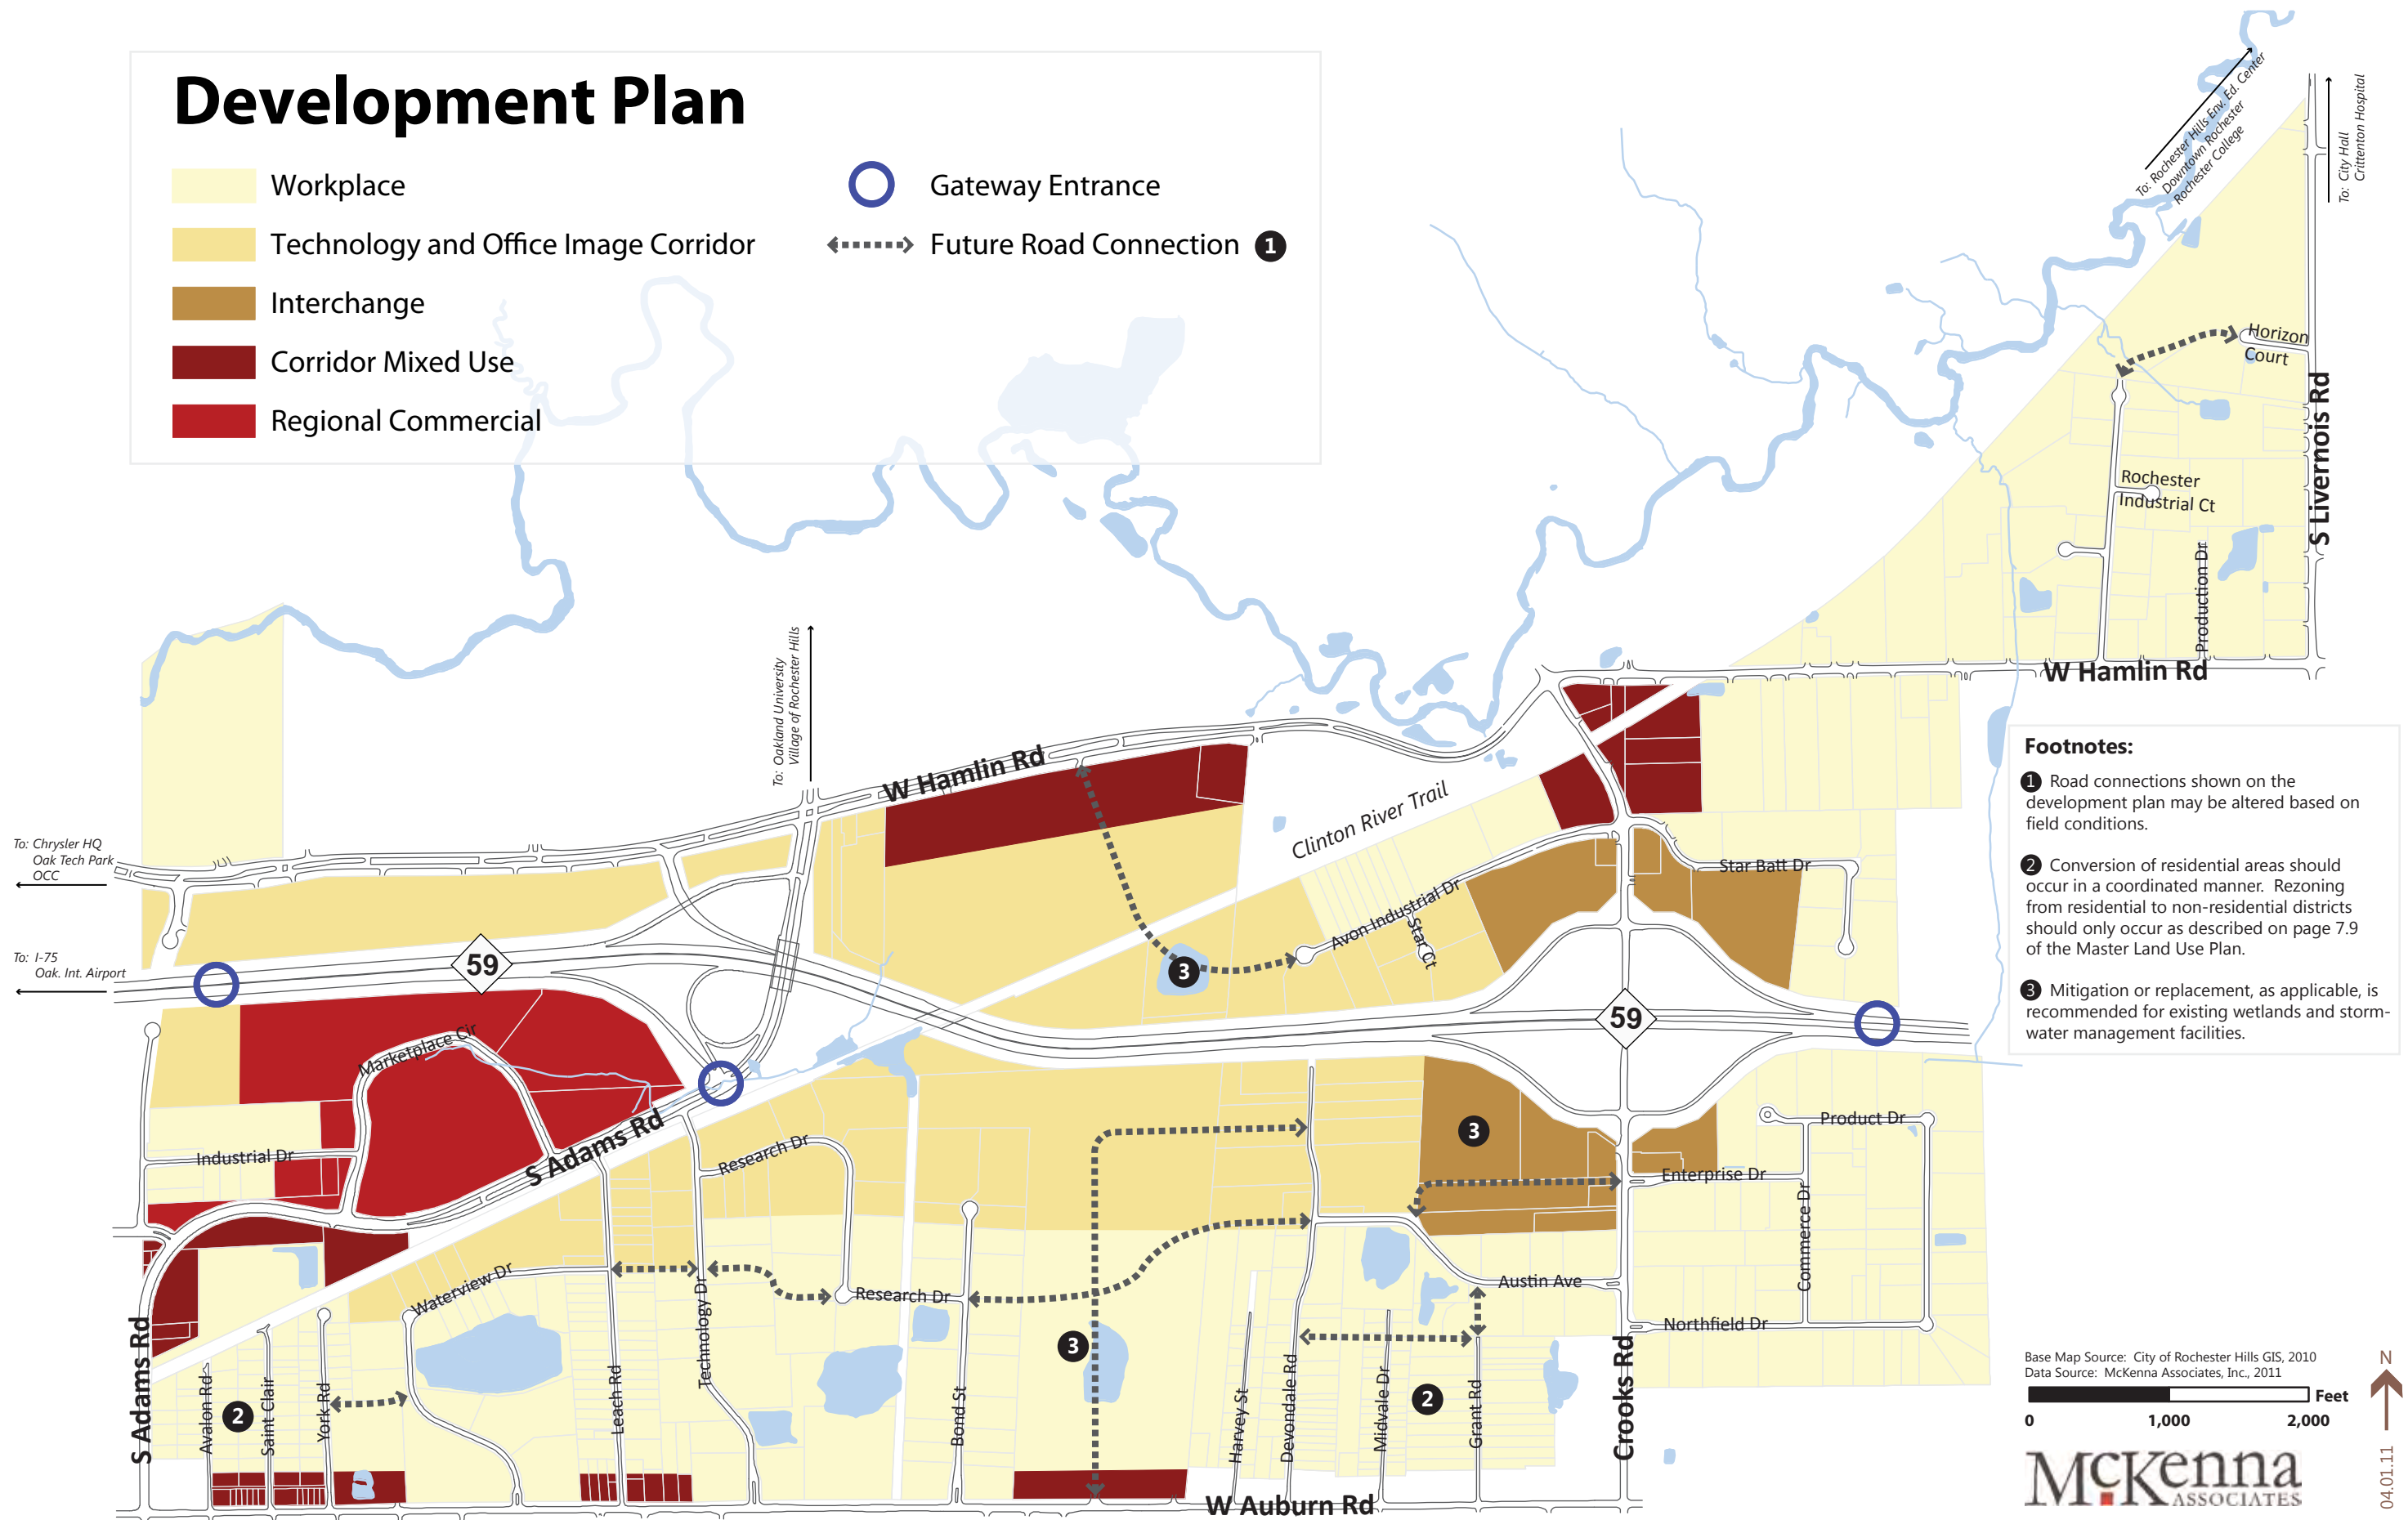 Development Plan
Workplace
Technology and Office Image Corridor
Interchange
Corridor Mixed Use
Regional Commercial
Gateway Entrance
Future Road Connection 1
To: Rochester Hills Env. Ed. Center
Downtown Rochester
Rochester College
To: City Hall
Crittenton Hospital
Horizon
Court
S Livernois Rd
Rochester
Industrial Ct
Production Dr
W Hamlin Rd
To: Oakland University
Village of Rochester Hills
W Hamlin Rd
Clinton River Trail
To: Chrysler HQ
Oak Tech Park
OCC
To: I-75
Oak. Int. Airport
59
3
Avon Industrial Dr
Star Ct
Star Batt Dr
59
Marketplace Cir
Industrial Dr
S Adams Rd
Research Dr
3
Product Dr
Enterprise Dr
Commerce Dr
Waterview Dr
Technology Dr
Research Dr
Austin Ave
Northfield Dr
3
S Adams Rd
Avalon Rd
2
Saint Clair
York Rd
Leach Rd
Bond St
Harvey St
Devondale Rd
Midvale Dr
2
Grant Rd
Crooks Rd
W Auburn Rd
Footnotes:
1 Road connections shown on the
development plan may be altered based on
field conditions.
2 Conversion of residential areas should
occur in a coordinated manner. Rezoning
from residential to non-residential districts
should only occur as described on page 7.9
of the Master Land Use Plan.
3 Mitigation or replacement, as applicable, is
recommended for existing wetlands and storm-
water management facilities.
Base Map Source: City of Rochester Hills GIS, 2010
Data Source: McKenna Associates, Inc., 2011
Feet
0 1,000 2,000
N
04.01.11
McKenna
ASSOCIATES